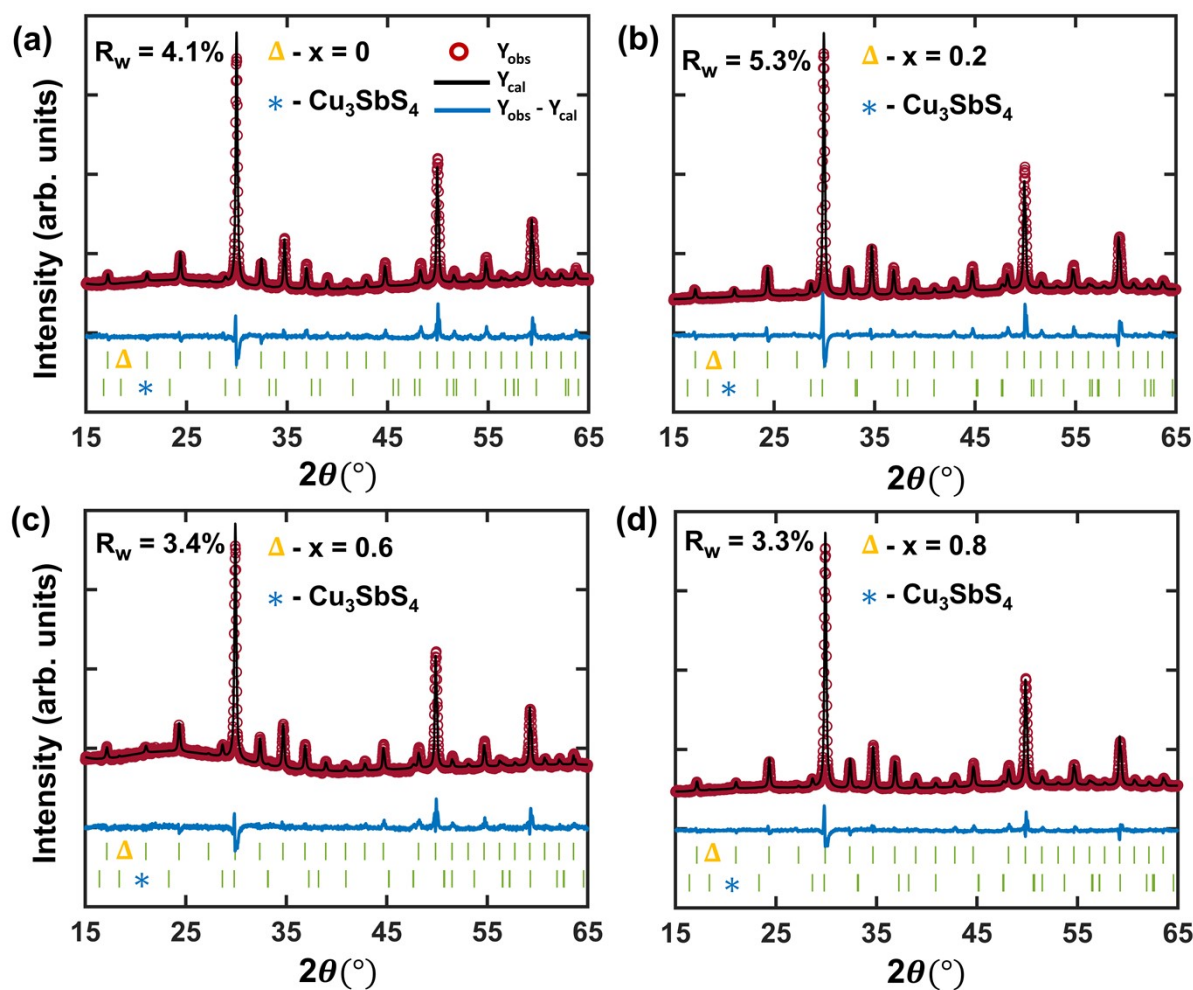 (a)
R_w = 4.1%
Δ - x = 0
* - Cu₃SbS₄
Y_obs
Y_cal
Y_obs - Y_cal
Intensity (arb. units)
Δ
*
15 25 35 45 55 65
2θ(°)
(b)
R_w = 5.3%
Δ - x = 0.2
* - Cu₃SbS₄
Δ
*
15 25 35 45 55 65
2θ(°)
(c)
R_w = 3.4%
Δ - x = 0.6
* - Cu₃SbS₄
Intensity (arb. units)
Δ
*
15 25 35 45 55 65
2θ(°)
(d)
R_w = 3.3%
Δ - x = 0.8
* - Cu₃SbS₄
Δ
*
15 25 35 45 55 65
2θ(°)